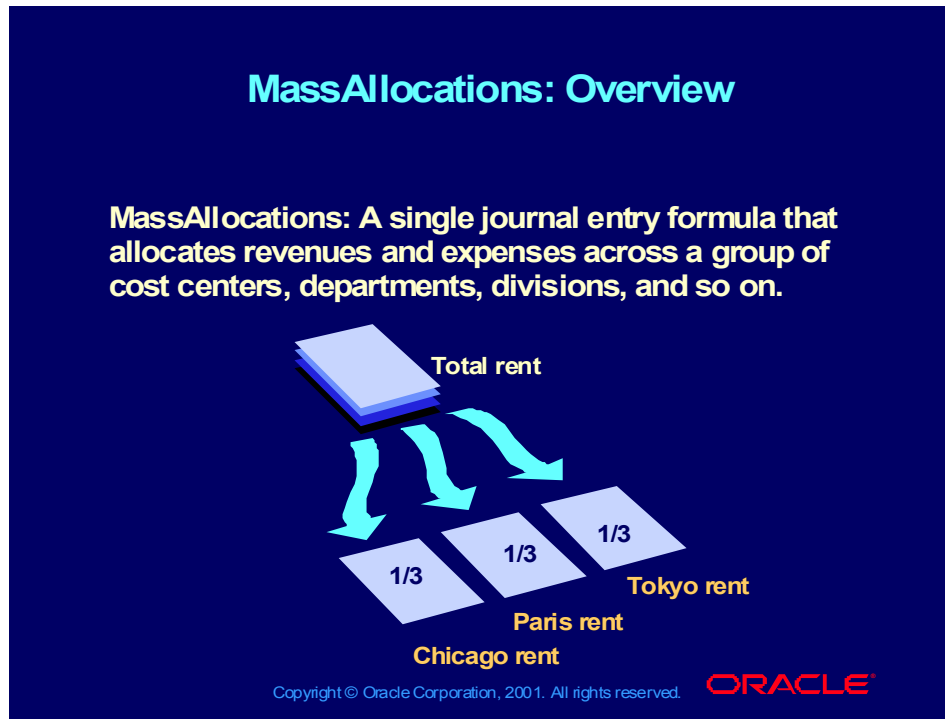 MassAllocations: Overview
MassAllocations: A single journal entry formula that
allocates revenues and expenses across a group of
cost centers, departments, divisions, and so on.
Total rent
1/3
1/3
1/3
Tokyo rent
Paris rent
Chicago rent
Copyright © Oracle Corporation, 2001. All rights reserved.
ORACLE®